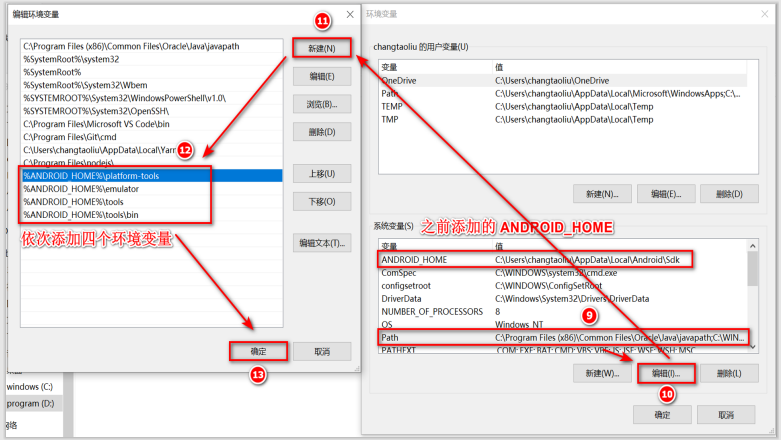 编辑环境变量
C:\Program Files (x86)\Common Files\Oracle\Java\javapath
%SystemRoot%\system32
%SystemRoot%
%SystemRoot%\System32\Wbem
%SYSTEMROOT%\System32\WindowsPowerShell\v1.0\
%SYSTEMROOT%\System32\OpenSSH\
C:\Program Files\Microsoft VS Code\bin
C:\Program Files\Git\cmd
C:\Users\changtaoliu\AppData\Local\Yarn
C:\Program Files\nodejs\
%ANDROID_HOME%\platform-tools
%ANDROID_HOME%\emulator
%ANDROID_HOME%\tools
%ANDROID_HOME%\tools\bin
12
依次添加四个环境变量
11
新建(N)
编辑(E)
浏览(B)...
删除(D)
上移(U)
下移(O)
编辑文本(T)...
确定
取消
13
windows (C:)
program (D:)
网络
环境变量
changtaoliu 的用户变量(U)
变量 值
OneDrive C:\Users\changtaoliu\OneDrive
Path C:\Users\changtaoliu\AppData\Local\Microsoft\WindowsApps;C:\...
TEMP C:\Users\changtaoliu\AppData\Local\Temp
TMP C:\Users\changtaoliu\AppData\Local\Temp
新建(N)... 编辑(E)... 删除(D)
系统变量(S)
之前添加的 ANDROID_HOME
变量 值
ANDROID_HOME C:\Users\changtaoliu\AppData\Local\Android\Sdk
ComSpec C:\WINDOWS\system32\cmd.exe
configsetroot C:\WINDOWS\ConfigSetRoot
DriverData C:\Windows\System32\Drivers\DriverData
NUMBER_OF_PROCESSORS 8
OS Windows_NT
9
Path C:\Program Files (x86)\Common Files\Oracle\Java\javapath;C:\WIN...
PATHEXT .COM;.EXE;.BAT;.CMD;.VBS;.VBE;.JS;.JSE;.WSF;.WSH;.MSC
新建(W)... 编辑(I)... 删除(L)
10
确定 取消